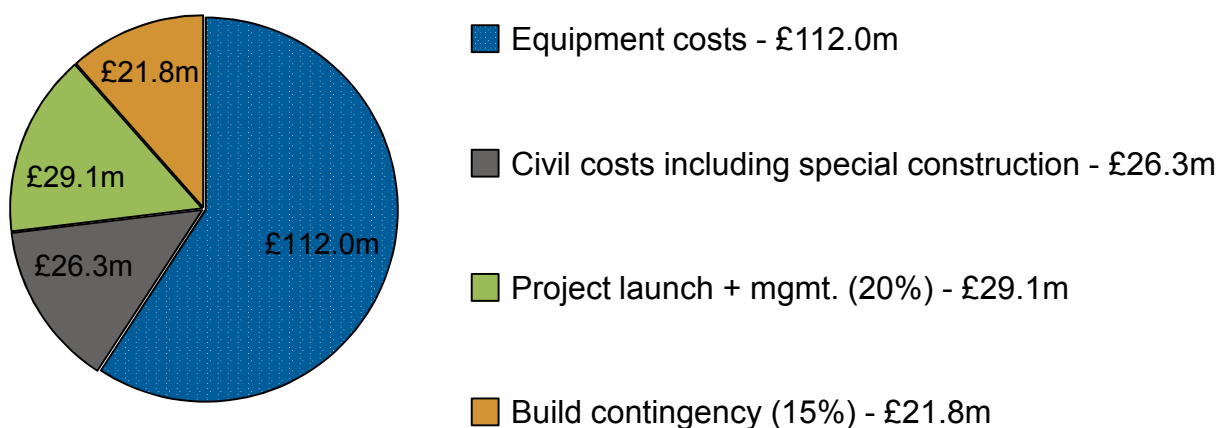 £21.8m
£29.1m
£26.3m
£112.0m
Equipment costs - £112.0m
Civil costs including special construction - £26.3m
Project launch + mgmt. (20%) - £29.1m
Build contingency (15%) - £21.8m